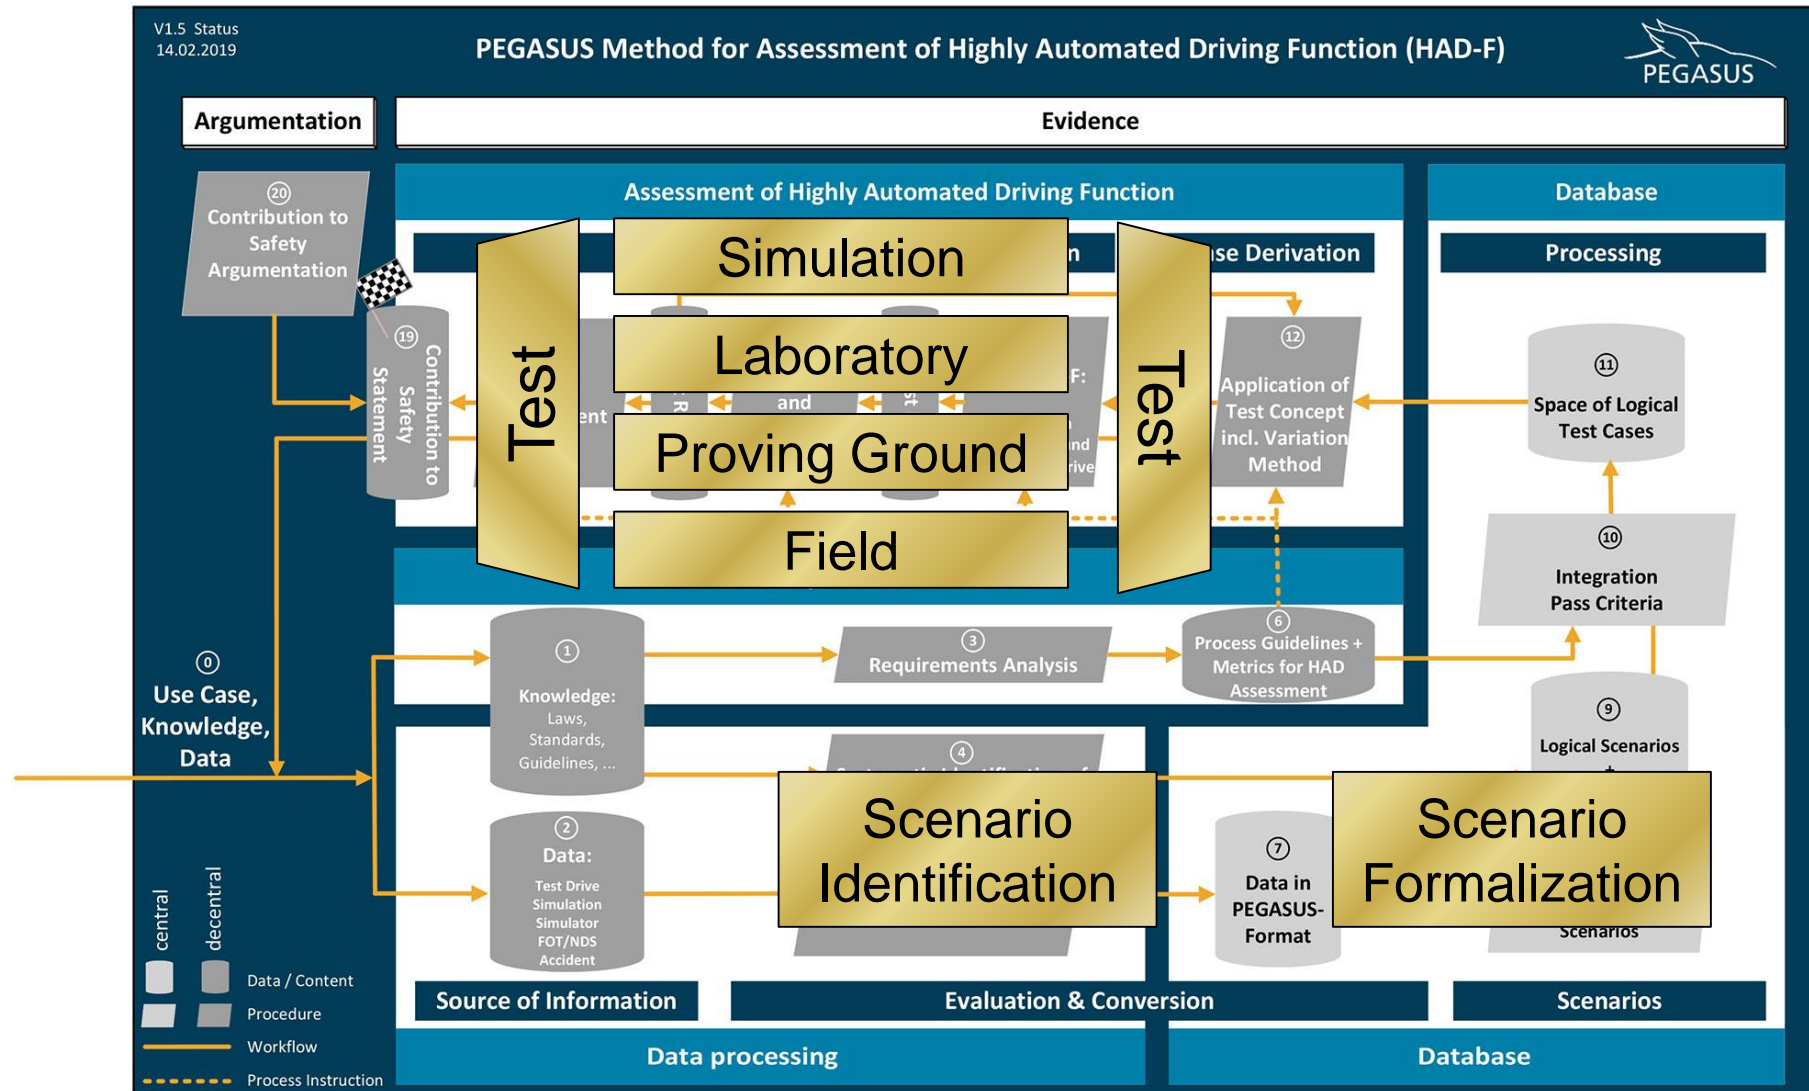 V1.5 Status
14.02.2019
PEGASUS Method for Assessment of Highly Automated Driving Function (HAD-F)
PEGASUS
Argumentation
Evidence
20
Contribution to
Safety
Argumentation
Assessment of Highly Automated Driving Function
Database
Simulation
Derivation
Processing
Test
Laboratory
Test
19
Contribution to
Safety
Statement
and
F:
12
Application of
Test Concept
incl. Variation
Method
11
Space of Logical
Test Cases
Proving Ground
Field
10
Integration
Pass Criteria
0
Use Case,
Knowledge,
Data
1
Knowledge:
Laws,
Standards,
Guidelines, ...
3
Requirements Analysis
6
Process Guidelines +
Metrics for HAD
Assessment
9
Logical Scenarios
+
4
Scenario
Identification
Scenario
Formalization
2
Data:
Test Drive
Simulation
Simulator
FOT/NDS
Accident
7
Data in
PEGASUS-
Format
Scenarios
central
decentral
Data / Content
Procedure
Workflow
Process Instruction
Source of Information
Evaluation & Conversion
Scenarios
Data processing
Database